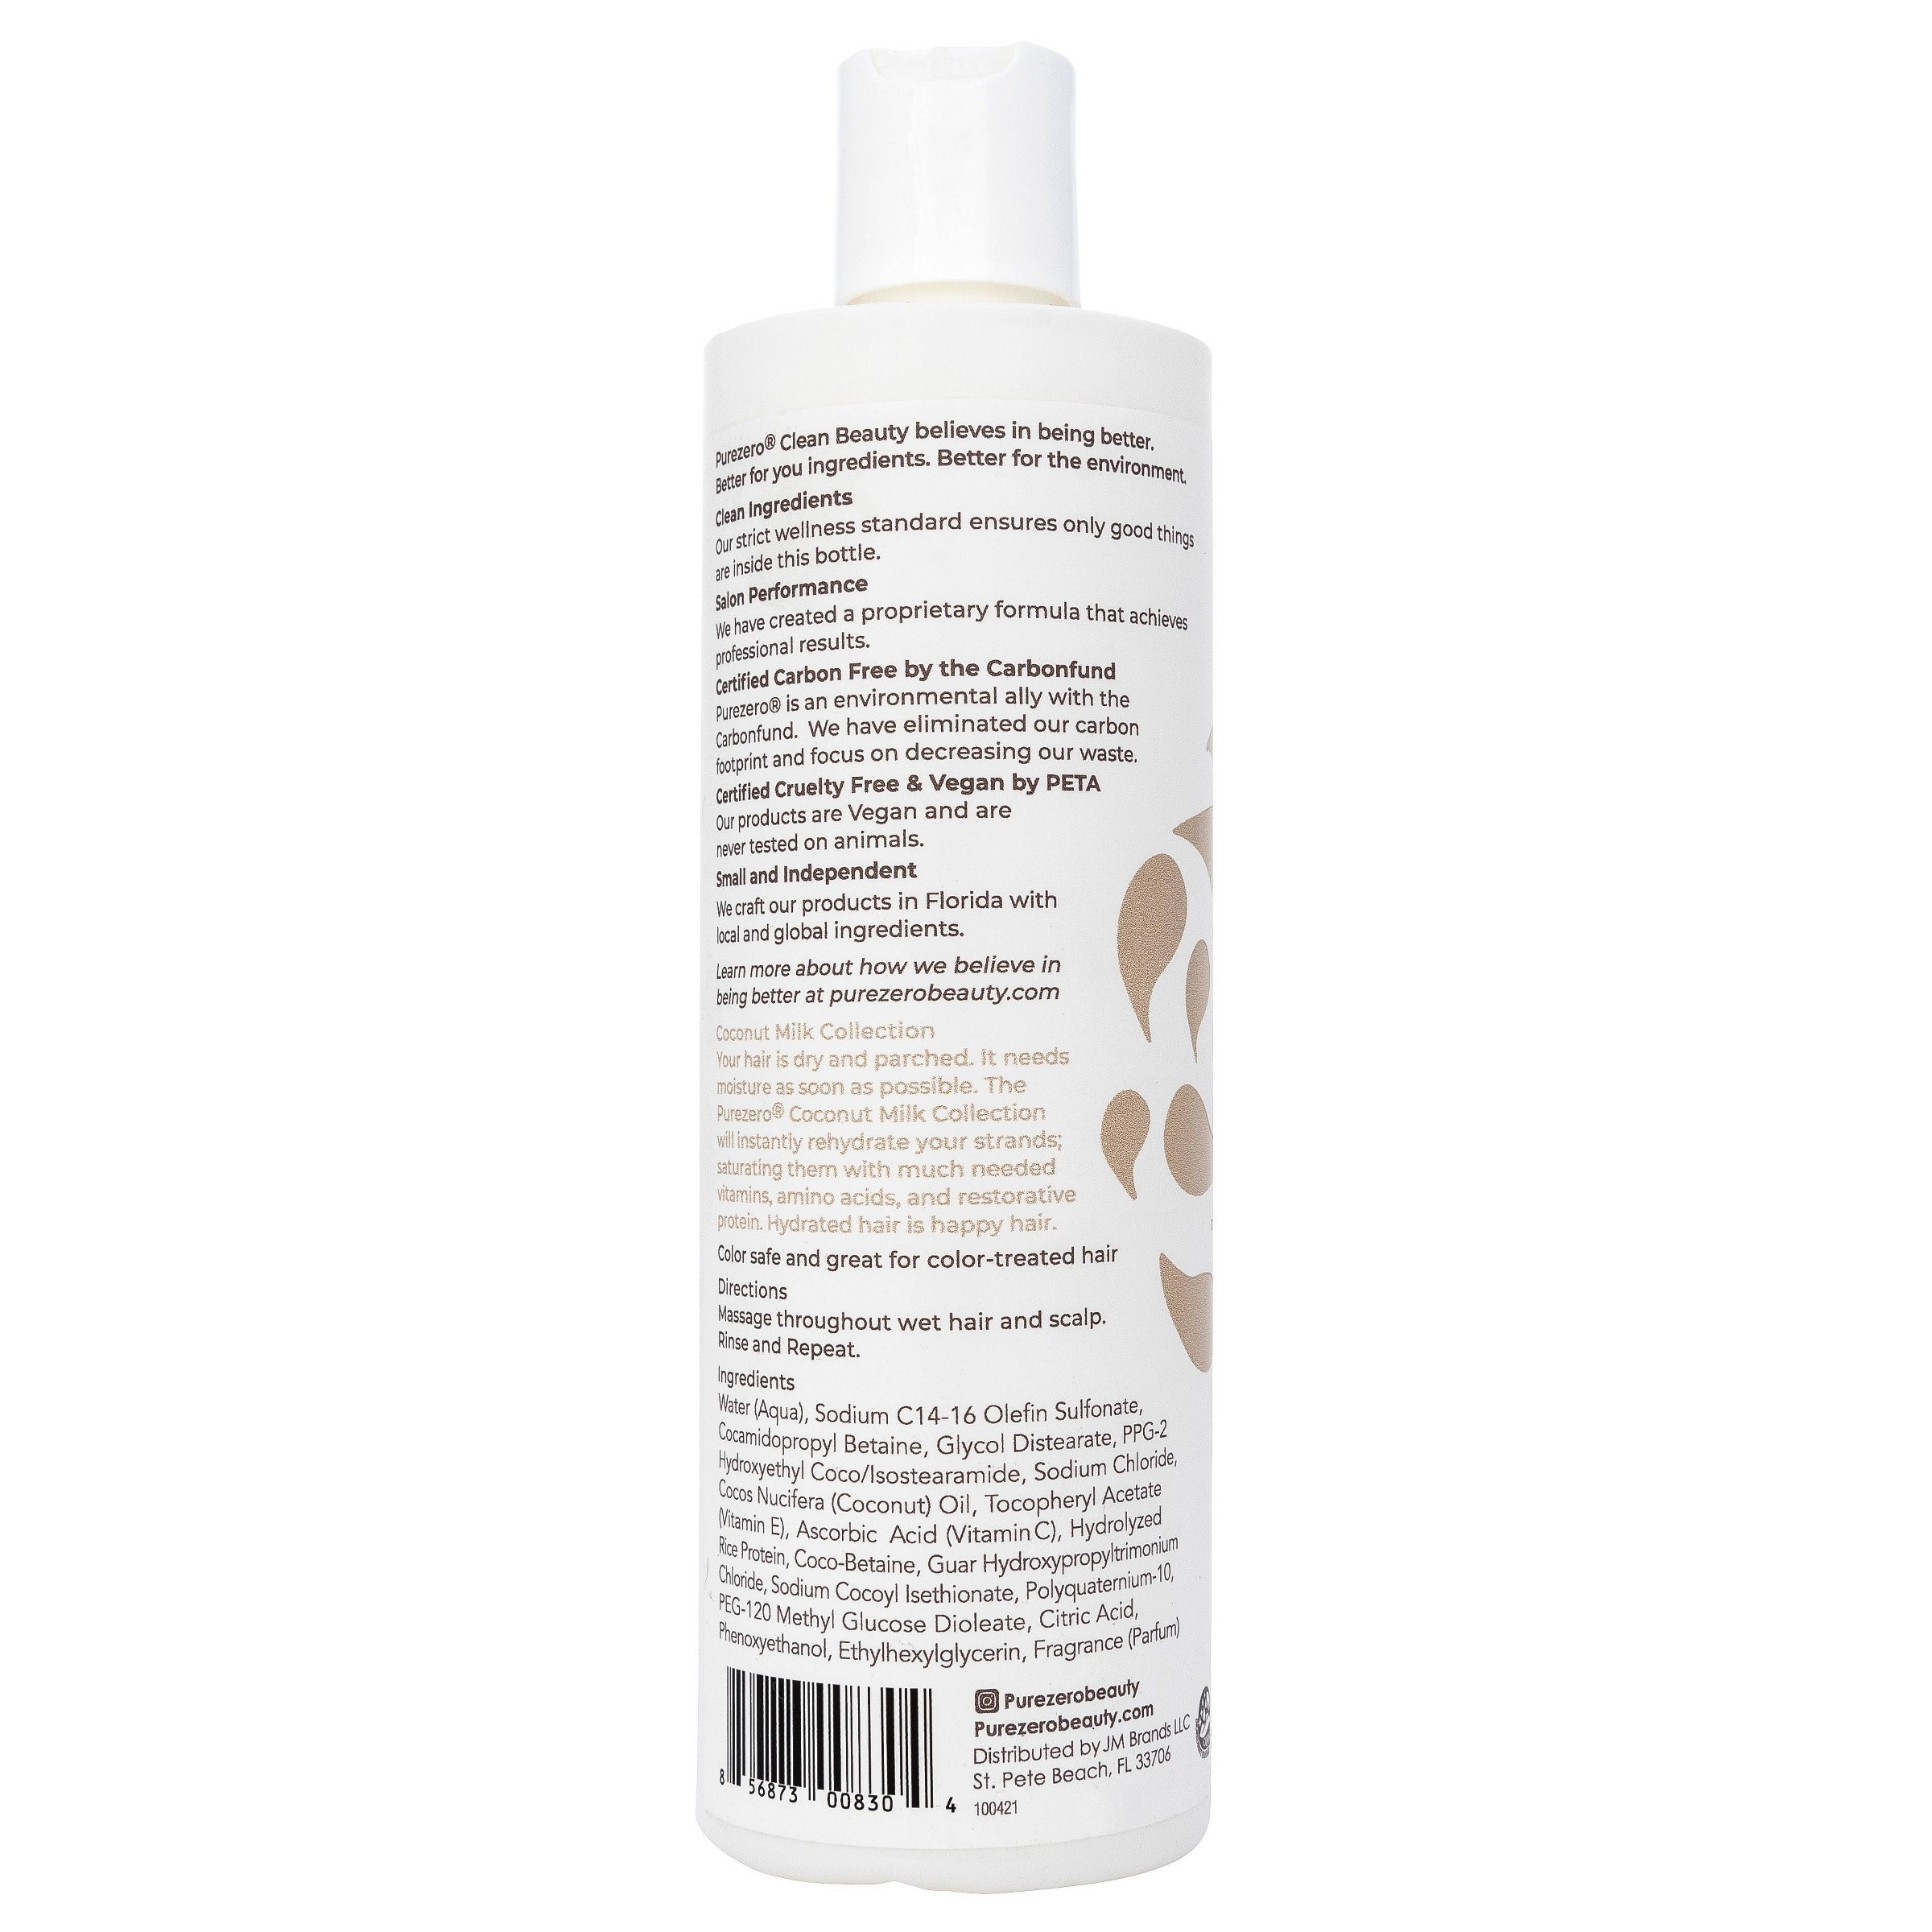 Purezero® Clean Beauty believes in being better.
Better for you ingredients. Better for the environment.
Clean Ingredients
Our strict wellness standard ensures only good things
are inside this bottle.
Salon Performance
We have created a proprietary formula that achieves
professional results.
Certified Carbon Free by the Carbonfund
Purezero® is an environmental ally with the
Carbonfund. We have eliminated our carbon
footprint and focus on decreasing our waste.
Certified Cruelty Free & Vegan by PETA
Our products are Vegan and are
never tested on animals.
Small and Independent
We craft our products in Florida with
local and global ingredients.
Learn more about how we believe in
being better at purezerobeauty.com
Coconut Milk Collection
Your hair is dry and parched. It needs
moisture as soon as possible. The
Purezero® Coconut Milk Collection
will instantly rehydrate your strands;
saturating them with much needed
vitamins, amino acids, and restorative
protein. Hydrated hair is happy hair.
Color safe and great for color-treated hair
Directions
Massage throughout wet hair and scalp.
Rinse and Repeat.
Ingredients
Water (Aqua), Sodium C14-16 Olefin Sulfonate,
Cocamidopropyl Betaine, Glycol Distearate, PPG-2
Hydroxyethyl Coco/Isostearamide, Sodium Chloride,
Cocos Nucifera (Coconut) Oil, Tocopheryl Acetate
(Vitamin E), Ascorbic Acid (Vitamin C), Hydrolyzed
Rice Protein, Coco-Betaine, Guar Hydroxypropyltrimonium
Chloride, Sodium Cocoyl Isethionate, Polyquaternium-10,
PEG-120 Methyl Glucose Dioleate, Citric Acid,
Phenoxyethanol, Ethylhexylglycerin, Fragrance (Parfum)
8 56873 00830 4
Purezerobeauty
Purezerobeauty.com
Distributed by JM Brands LLC
St. Pete Beach, FL 33706
100421